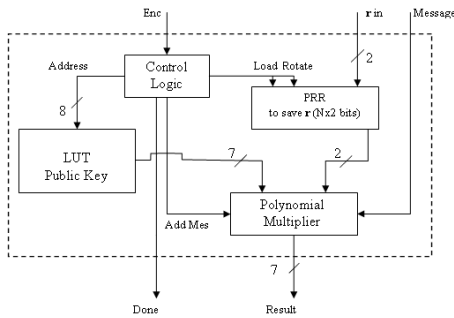 Enc
r in
Message
2
Address
Control
Logic
Load Rotate
8
PRR
to save r (Nx2 bits)
LUT
Public Key
7
2
Polynomial
Multiplier
Add Mes
7
Done
Result